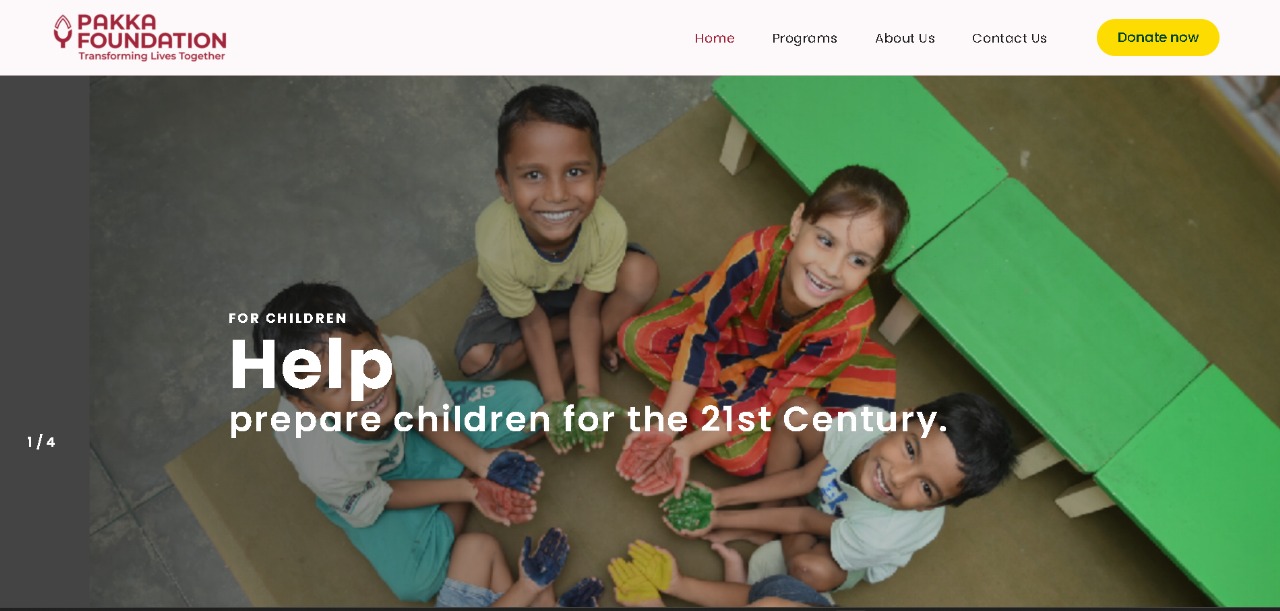 PAKKA
FOUNDATION
Transforming Lives Together
Home Programs About Us Contact Us Donate now
FOR CHILDREN
Help
prepare children for the 21st Century.
1 / 4